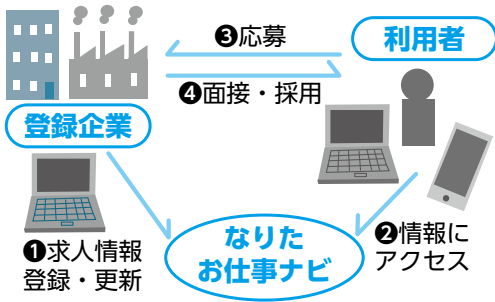 ❸応募
利用者
❹面接・採用
登録企業
❶求人情報
登録・更新
なりた
お仕事ナビ
❷情報に
アクセス